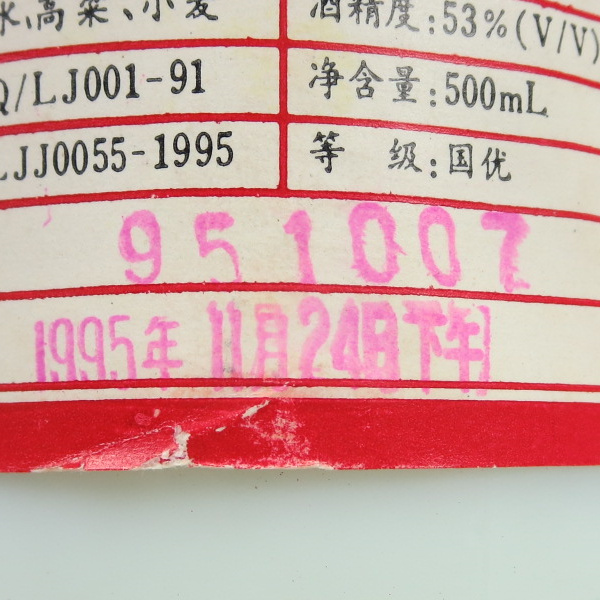 水、高粱、小麦 酒精度:53%(V/V)
Q/LJ001-91 净含量:500mL
LJJ0055-1995 等 级:国优
951007
1995年 11月24日下午